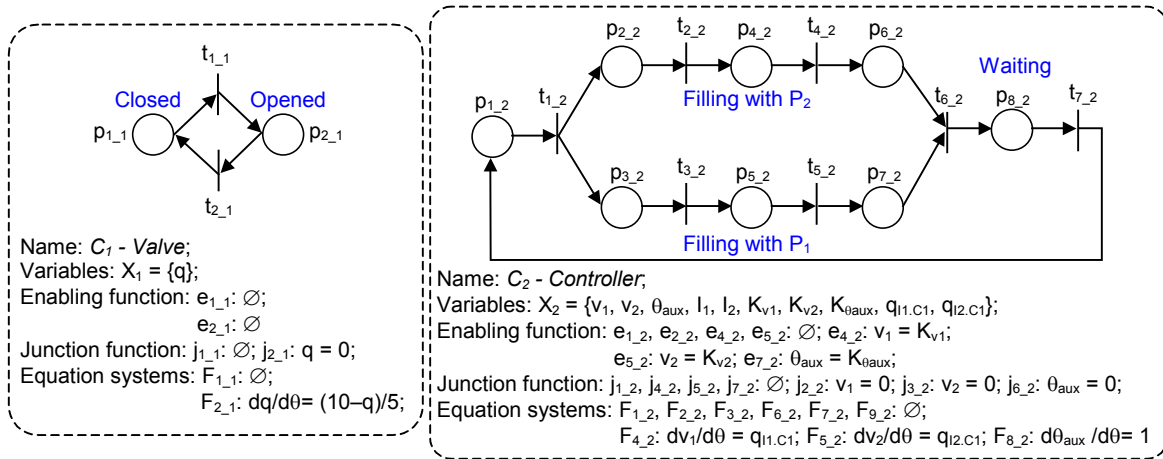 t1_1
Closed
Opened
p1_1
p2_1
t2_1
Name: C1 - Valve;
Variables: X1 = {q};
Enabling function: e1_1: ∅;
e2_1: ∅
Junction function: j1_1: ∅; j2_1: q = 0;
Equation systems: F1_1: ∅;
F2_1: dq/dθ= (10–q)/5;
p2_2 t2_2 p4_2 t4_2 p6_2
Waiting
p1_2 t1_2
Filling with P2
t6_2 p8_2 t7_2
p3_2 t3_2 p5_2 t5_2 p7_2
Filling with P1
Name: C2 - Controller;
Variables: X2 = {v1, v2, θaux, I1, I2, Kv1, Kv2, Kθaux, qI1.C1, qI2.C1};
Enabling function: e1_2, e2_2, e4_2, e5_2: ∅; e4_2: v1 = Kv1;
e5_2: v2 = Kv2; e7_2: θaux = Kθaux;
Junction function: j1_2, j4_2, j5_2, j7_2: ∅; j2_2: v1 = 0; j3_2: v2 = 0; j6_2: θaux = 0;
Equation systems: F1_2, F2_2, F3_2, F6_2, F7_2, F9_2: ∅;
F4_2: dv1/dθ = qI1.C1; F5_2: dv2/dθ = qI2.C1; F8_2: dθaux /dθ= 1